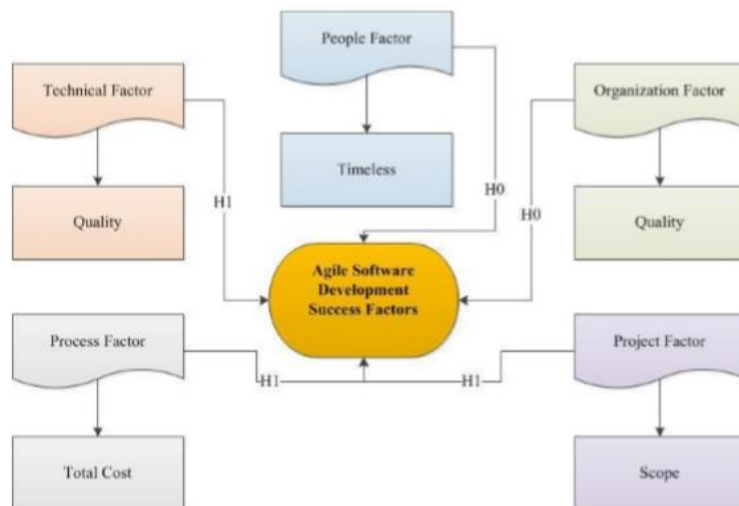 People Factor
Technical Factor
Organization Factor
Timeless
H0
H1
H0
Quality
Quality
Agile Software
Development
Success Factors
Process Factor
Project Factor
H1
H1
Total Cost
Scope